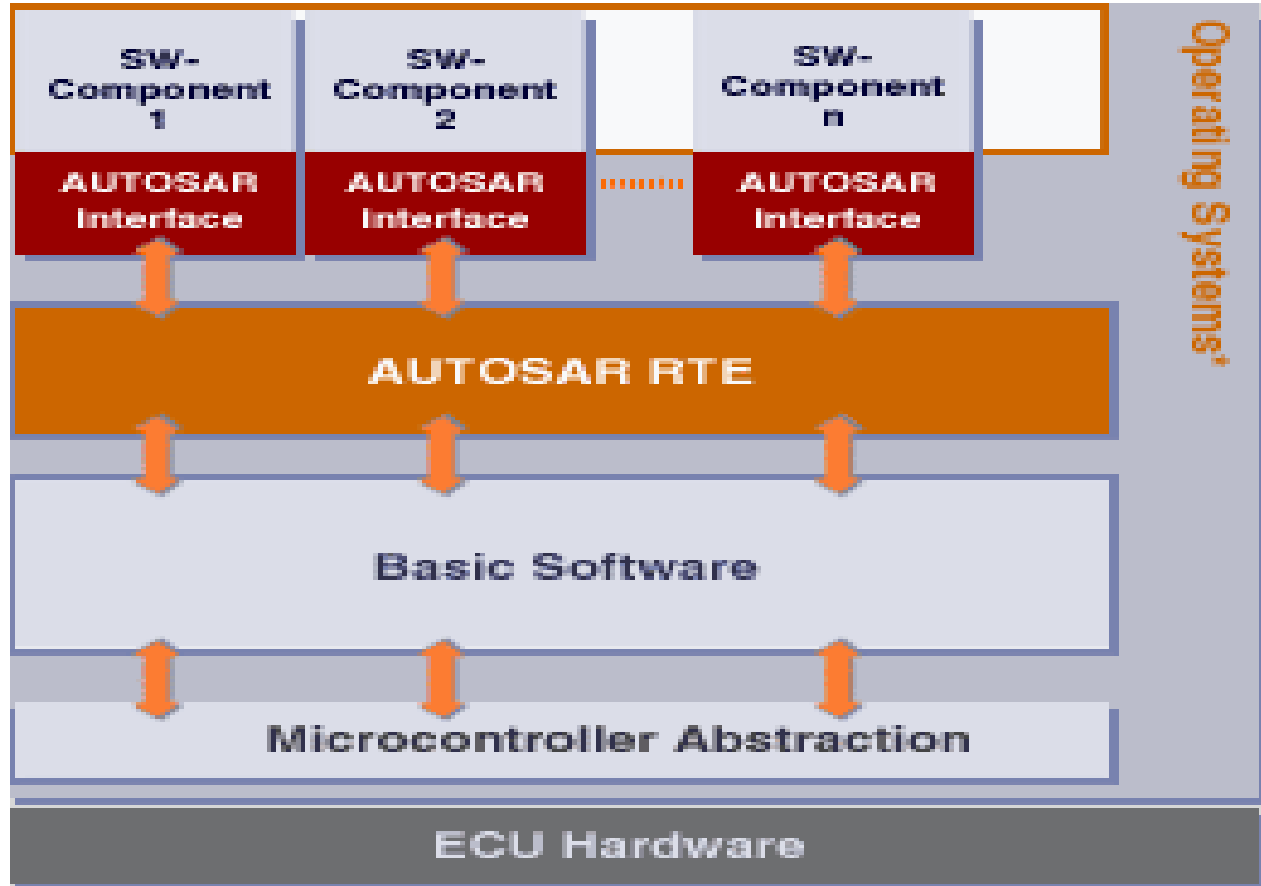 SW-
Component
1
SW-
Component
2
SW-
Component
n
AUTOSAR
Interface
AUTOSAR
Interface
AUTOSAR
Interface
AUTOSAR RTE
Basic Software
Microcontroller Abstraction
ECU Hardware
Operating Systems'